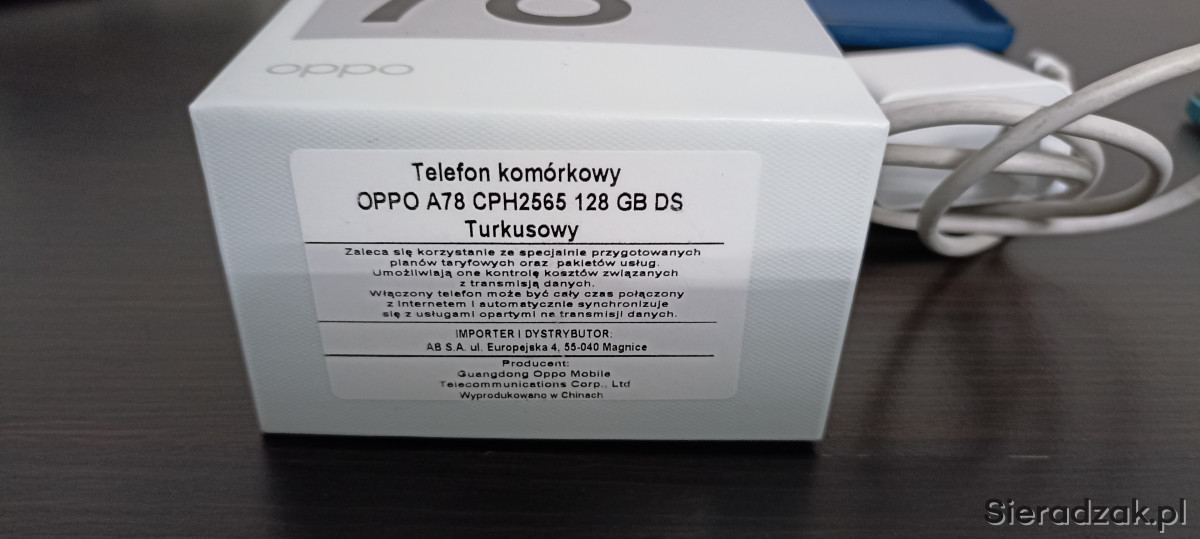 78
oppo
Telefon komórkowy
OPPO A78 CPH2565 128 GB DS
Turkusowy
Zaleca się korzystanie ze specjalnie przygotowanych
planów taryfowych oraz pakietów usług.
Umożliwiają one kontrolę kosztów związanych
z transmisją danych.
Włączony telefon może być cały czas połączony
z Internetem i automatycznie synchronizuje
się z usługami opartymi na transmisji danych.
IMPORTER I DYSTRYBUTOR:
AB S.A. ul. Europejska 4, 55-040 Magnice
Producent:
Guangdong Oppo Mobile
Telecommunications Corp., Ltd
Wyprodukowano w Chinach
Sieradzak.pl